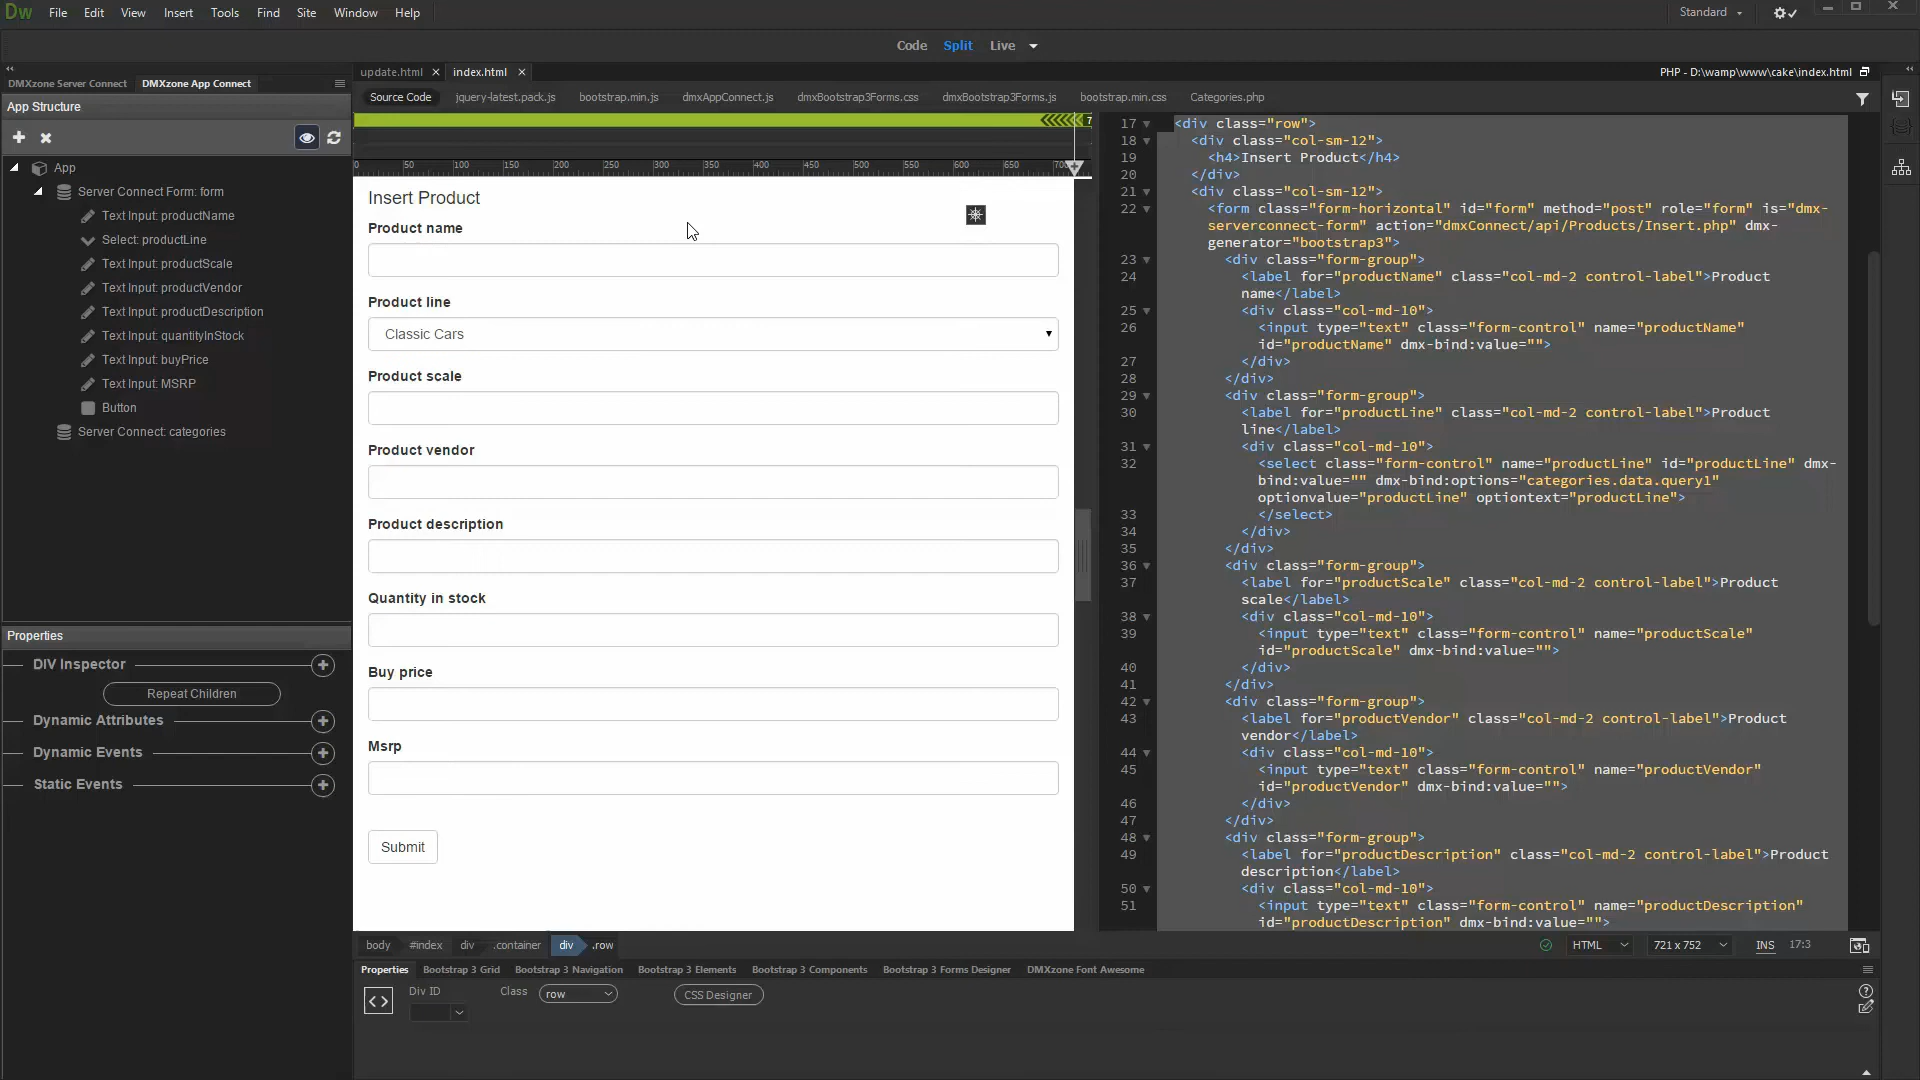 Dw File Edit View Insert Tools Find Site Window Help Standard
Code Split Live
DMXzone Server Connect DMXzone App Connect
update.html index.html PHP - D:\wamp\www\cake\index.html
App Structure
Source Code jquery-latest.pack.js bootstrap.min.js dmxAppConnect.js dmxBootstrap3Forms.css dmxBootstrap3Forms.js bootstrap.min.css Categories.php
App
Server Connect Form: form
Text Input: productName
Select: productLine
Text Input: productScale
Text Input: productVendor
Text Input: productDescription
Text Input: quantityInStock
Text Input: buyPrice
Text Input: MSRP
Button
Server Connect: categories
Properties
DIV Inspector
Repeat Children
Dynamic Attributes
Dynamic Events
Static Events
7
0 50 100 150 200 250 300 350 400 450 500 550 600 650 700
Insert Product
Product name
Product line
Classic Cars
Product scale
Product vendor
Product description
Quantity in stock
Buy price
Msrp
Submit
17 <div class="row">
18 <div class="col-sm-12">
19 <h4>Insert Product</h4>
20 </div>
21 <div class="col-sm-12">
22 <form class="form-horizontal" id="form" method="post" role="form" is="dmx-
serverconnect-form" action="dmxConnect/api/Products/Insert.php" dmx-
generator="bootstrap3">
23 <div class="form-group">
24 <label for="productName" class="col-md-2 control-label">Product
name</label>
25 <div class="col-md-10">
26 <input type="text" class="form-control" name="productName"
id="productName" dmx-bind:value="">
27 </div>
28 </div>
29 <div class="form-group">
30 <label for="productLine" class="col-md-2 control-label">Product
line</label>
31 <div class="col-md-10">
32 <select class="form-control" name="productLine" id="productLine" dmx-
bind:value="" dmx-bind:options="categories.data.query1"
optionvalue="productLine" optiontext="productLine">
33 </select>
34 </div>
35 </div>
36 <div class="form-group">
37 <label for="productScale" class="col-md-2 control-label">Product
scale</label>
38 <div class="col-md-10">
39 <input type="text" class="form-control" name="productScale"
id="productScale" dmx-bind:value="">
40 </div>
41 </div>
42 <div class="form-group">
43 <label for="productVendor" class="col-md-2 control-label">Product
vendor</label>
44 <div class="col-md-10">
45 <input type="text" class="form-control" name="productVendor"
id="productVendor" dmx-bind:value="">
46 </div>
47 </div>
48 <div class="form-group">
49 <label for="productDescription" class="col-md-2 control-label">Product
description</label>
50 <div class="col-md-10">
51 <input type="text" class="form-control" name="productDescription"
id="productDescription" dmx-bind:value="">
body #index div .container div .row HTML 721 x 752 INS 17:3
Properties Bootstrap 3 Grid Bootstrap 3 Navigation Bootstrap 3 Elements Bootstrap 3 Components Bootstrap 3 Forms Designer DMXzone Font Awesome
Div ID Class row CSS Designer